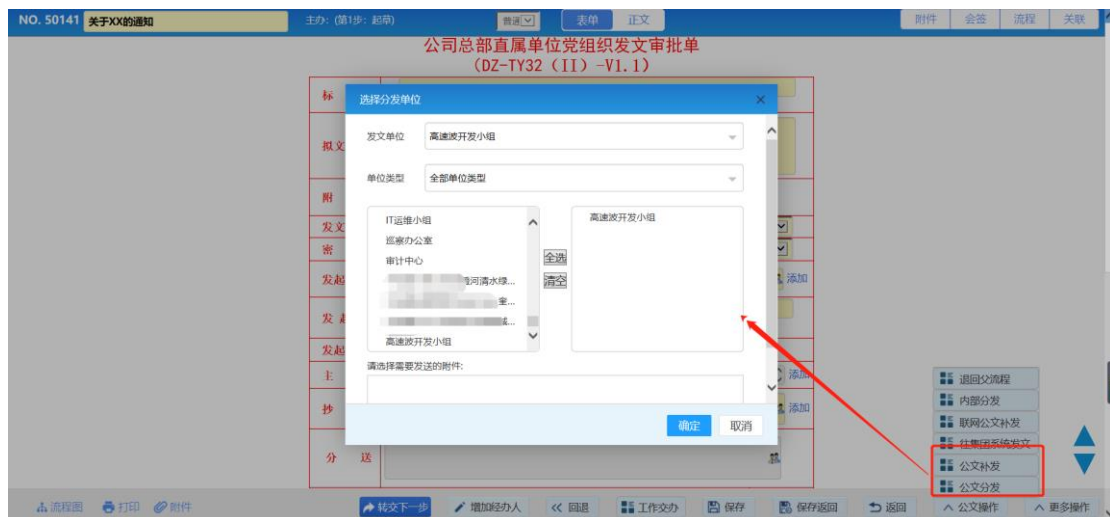 NO. 50141 关于XX的通知 主办: (第1步: 起草) 普通 表单 正文 附件 会签 流程 关联
公司总部直属单位党组织发文审批单
(DZ-TY32 (II) -V1.1)
标
选择分发单位
发文单位 高速波开发小组
拟文
单位类型 全部单位类型
附
IT运维小组 高速波开发小组
发文
巡察办公室
密
审计中心 全选
发起 河清水绿... 清空 添加
室...
发起
高速波开发小组
发起
请选择需要发送的附件:
主 添加
退回父流程
内部分发
抄 添加
确定 取消
联网公文补发
往集团系统发文
分 送
公文补发
公文分发
流程图 打印 附件 转交下一步 增加经办人 回退 工作交办 保存 保存返回 返回 公文操作 更多操作